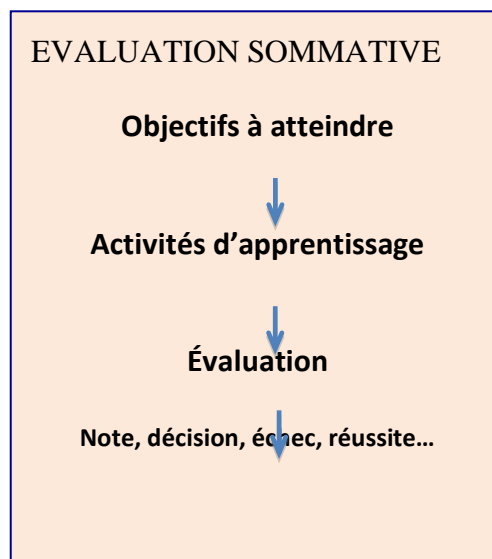 EVALUATION SOMMATIVE
Objectifs à atteindre
Activités d’apprentissage
Évaluation
Note, décision, échec, réussite…